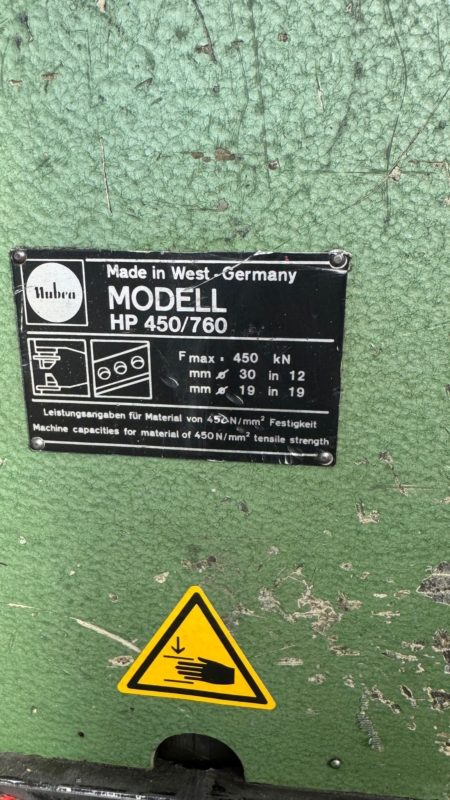 Mubea
Made in West-Germany
MODELL
HP 450/760
F max = 450 kN
mm ⌀ 30 in 12
mm ⌀ 19 in 19
Leistungsangaben für Material von 450N/mm² Festigkeit
Machine capacities for material of 450N/mm² tensile strength